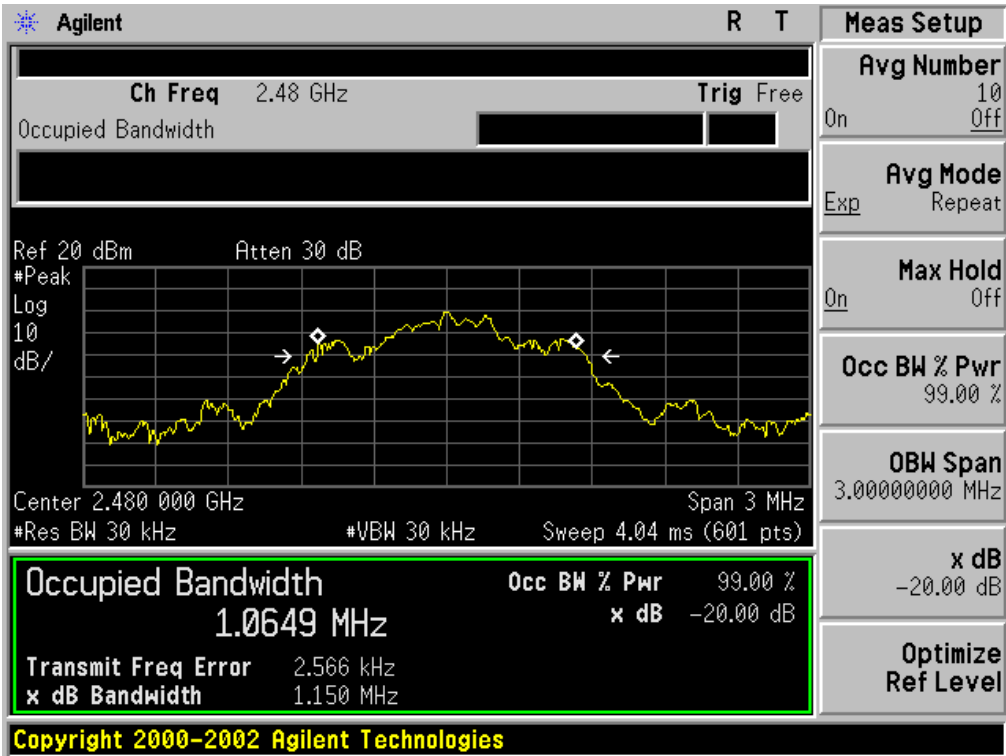 Agilent R T
Ch Freq 2.48 GHz Trig Free
Occupied Bandwidth
Ref 20 dBm Atten 30 dB
#Peak
Log
10
dB/
Center 2.480 000 GHz Span 3 MHz
#Res BW 30 kHz #VBW 30 kHz Sweep 4.04 ms (601 pts)
Occupied Bandwidth Occ BW % Pwr 99.00 %
1.0649 MHz x dB -20.00 dB
Transmit Freq Error 2.566 kHz
x dB Bandwidth 1.150 MHz
Copyright 2000-2002 Agilent Technologies
Meas Setup
Avg Number
10
On Off
Avg Mode
Exp Repeat
Max Hold
On Off
Occ BW % Pwr
99.00 %
OBW Span
3.00000000 MHz
x dB
-20.00 dB
Optimize
Ref Level